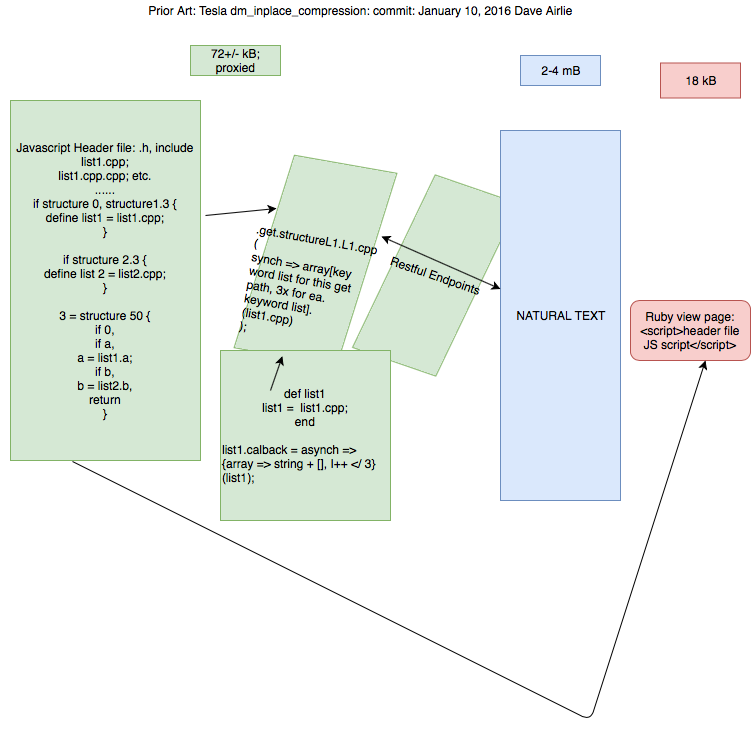 Prior Art: Tesla dm_inplace_compression: commit: January 10, 2016 Dave Airlie
72+/- kB;
proxied
2-4 mB
18 kB
Javascript Header file: .h, include
list1.cpp;
list1.cpp.cpp; etc.
......
if structure 0, structure1.3 {
define list1 = list1.cpp;
}
if structure 2.3 {
define list 2 = list2.cpp;
}
3 = structure 50 {
if 0,
if a,
a = list1.a;
if b,
b = list2.b,
return
}
.get.structureL1.L1.cpp
(
synch => array[key
word list for this get
path, 3x for ea.
keyword list].
(list1.cpp)
);
Restful Endpoints
def list1
list1 = list1.cpp;
end
list1.calback = asynch =>
{array => string + [], I++ </ 3}
(list1);
NATURAL TEXT
Ruby view page:
<script>header file
JS script</script>